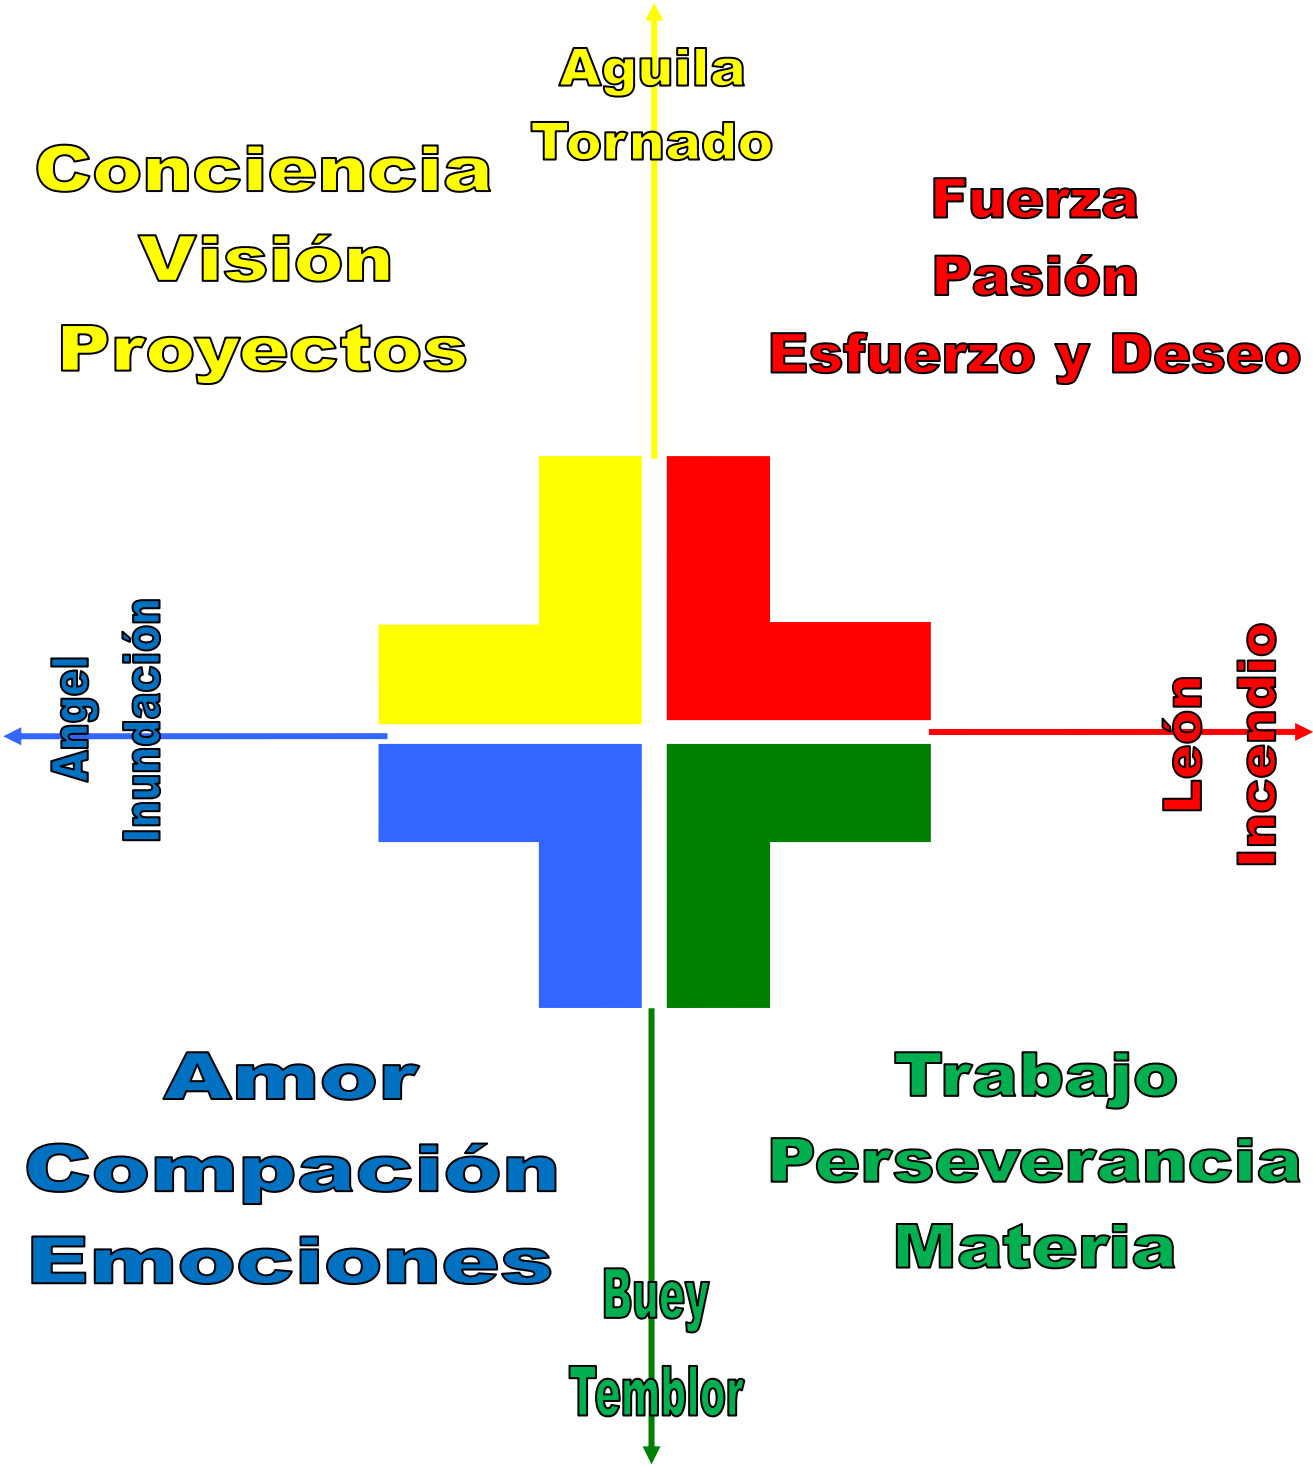 Aguila
Tornado
Conciencia
Visión
Proyectos
Fuerza
Pasión
Esfuerzo y Deseo
Angel
Inundación
León
Incendio
Amor
Compación
Emociones
Trabajo
Perseverancia
Materia
Buey
Temblor